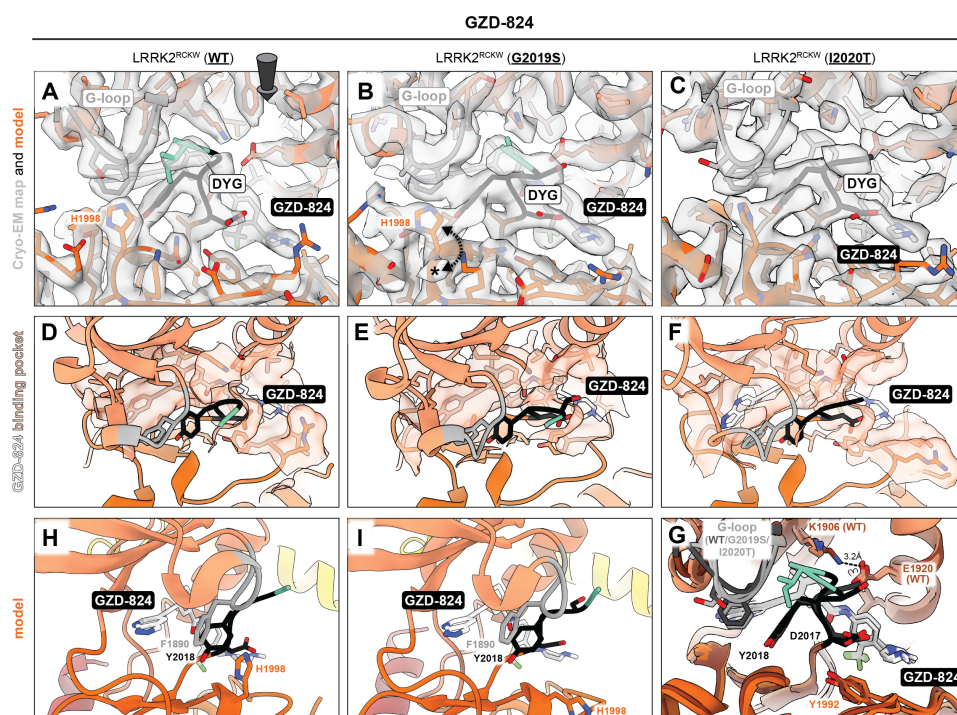 GZD-824
LRRK2RCKW (WT)
LRRK2RCKW (G2019S)
LRRK2RCKW (I2020T)
Cryo-EM map and model
A
G-loop
DYG
GZD-824
H1998
B
G-loop
DYG
GZD-824
H1998
*
C
G-loop
DYG
GZD-824
GZD-824 binding pocket
D
GZD-824
E
GZD-824
F
GZD-824
model
H
GZD-824
F1890
Y2018
H1998
I
GZD-824
F1890
Y2018
H1998
G
G-loop
(WT/G2019S/
I2020T)
K1906 (WT)
3.2Å
E1920
(WT)
D2017
Y2018
GZD-824
Y1992